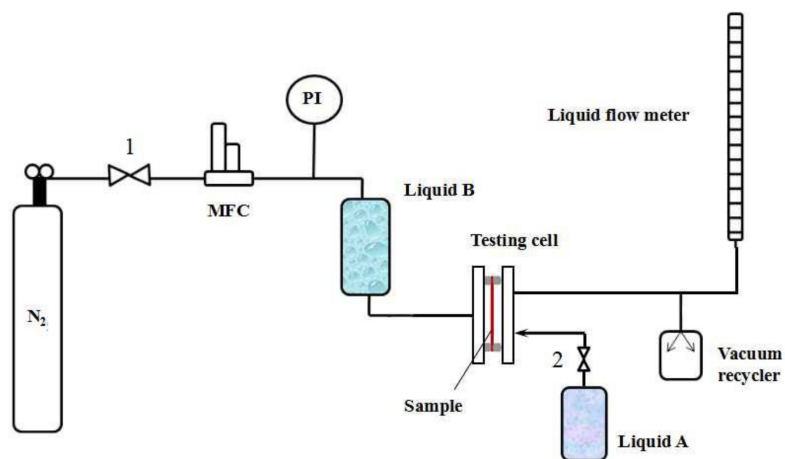 1
PI
Liquid flow meter
Liquid B
MFC
Testing cell
N2
2
Vacuum
recycler
Sample
Liquid A